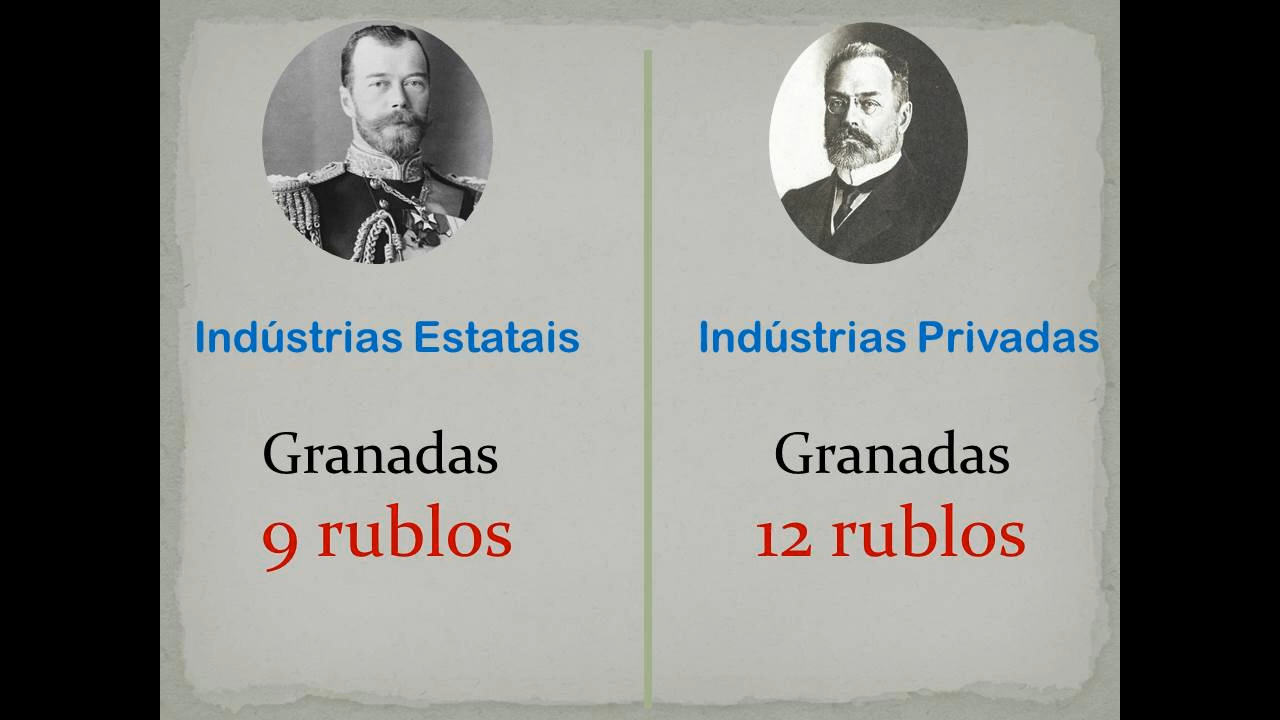 Indústrias Estatais
Granadas
9 rublos
Indústrias Privadas
Granadas
12 rublos